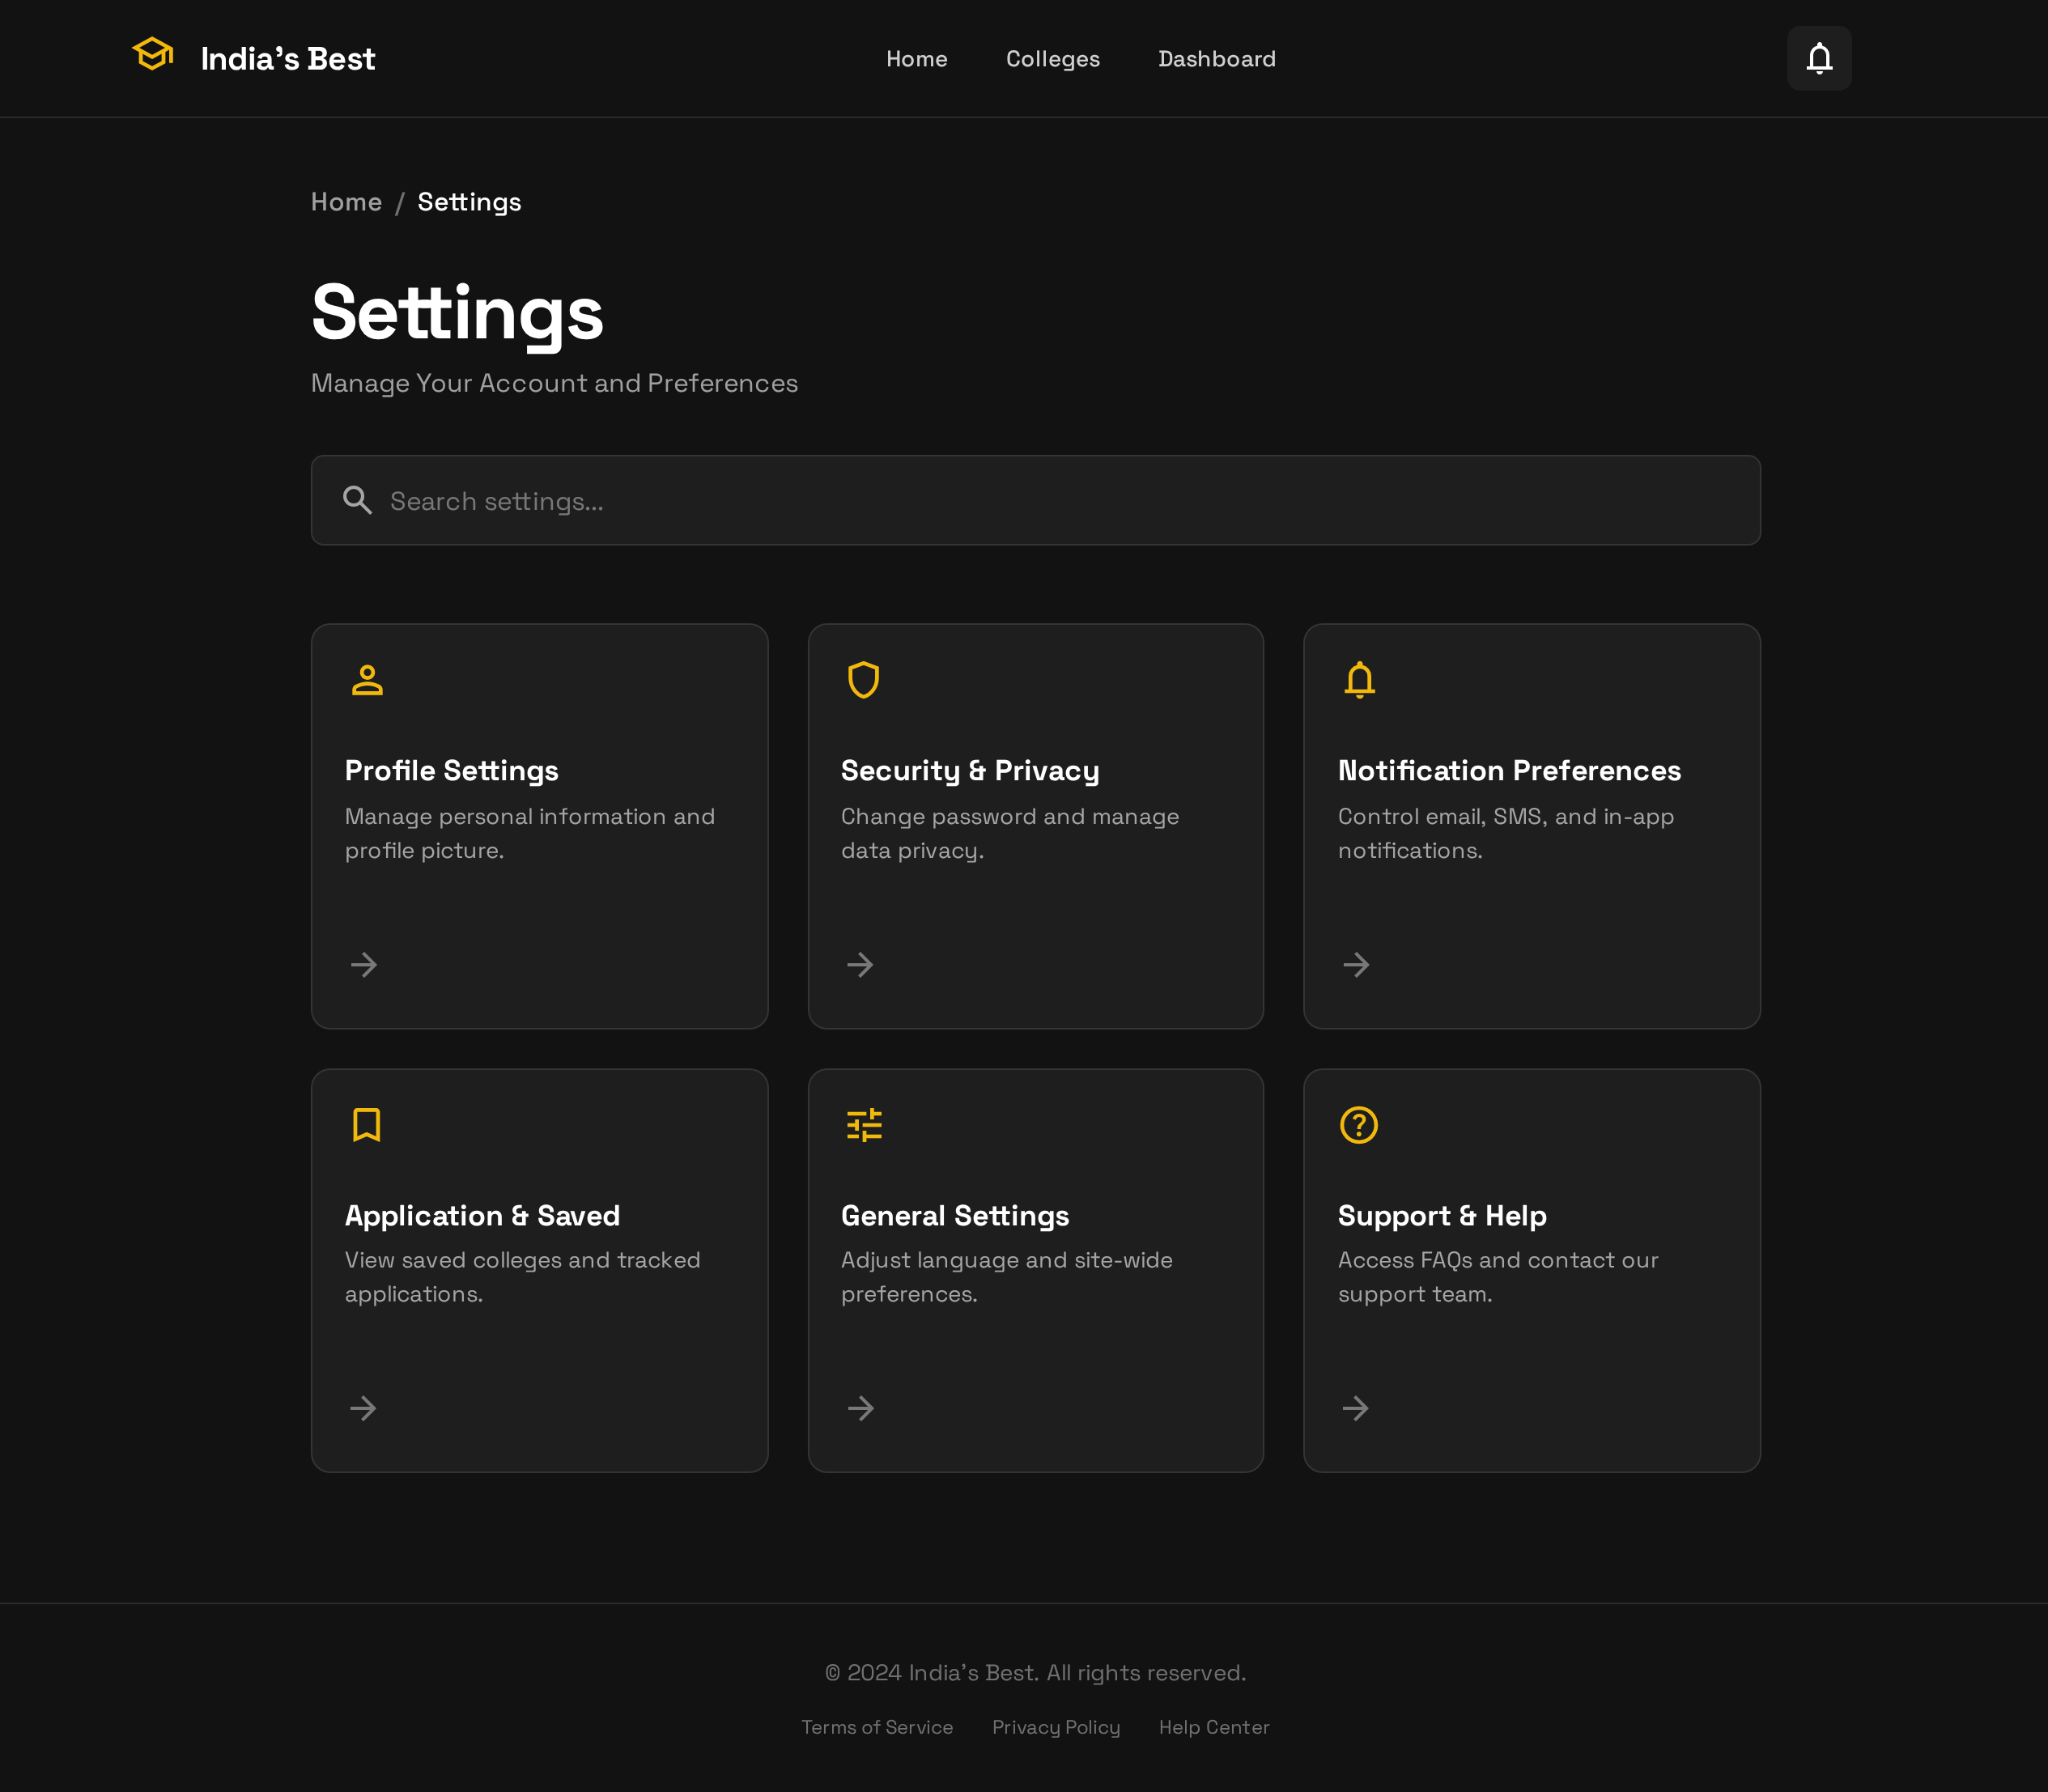 India's Best
Home
Colleges
Dashboard
Home / Settings
Settings
Manage Your Account and Preferences
Search settings...
Profile Settings
Manage personal information and
profile picture.
Security & Privacy
Change password and manage
data privacy.
Notification Preferences
Control email, SMS, and in-app
notifications.
Application & Saved
View saved colleges and tracked
applications.
General Settings
Adjust language and site-wide
preferences.
Support & Help
Access FAQs and contact our
support team.
© 2024 India's Best. All rights reserved.
Terms of Service
Privacy Policy
Help Center